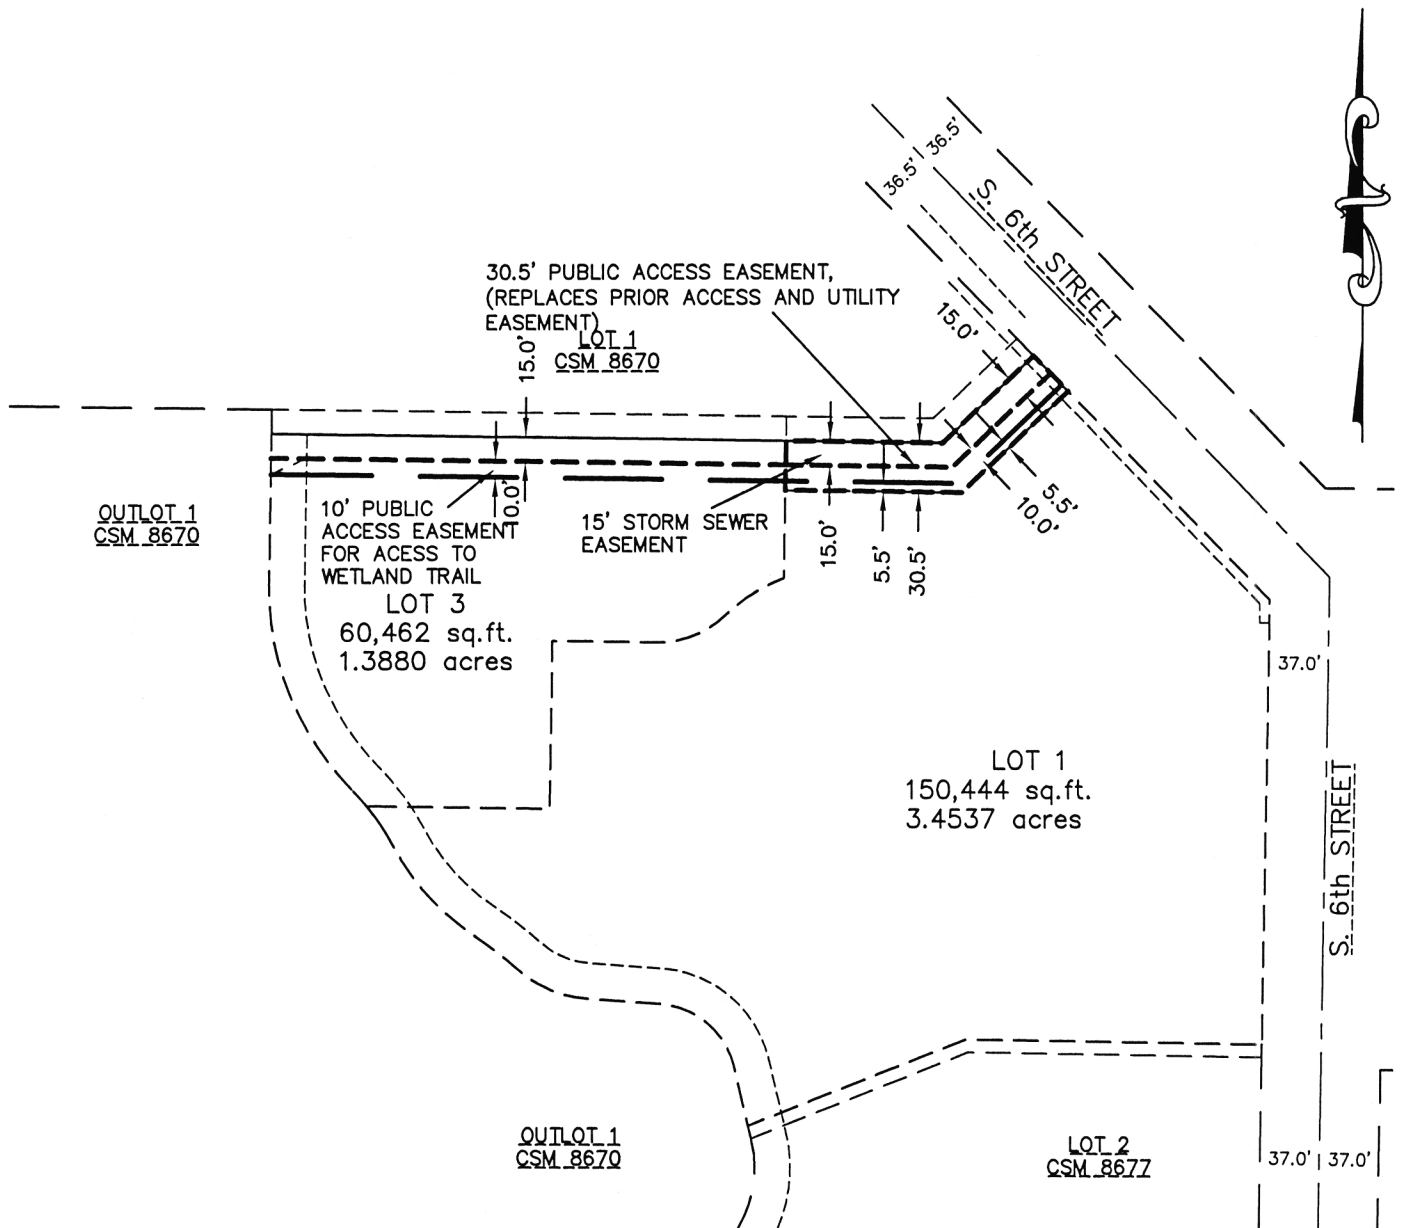 36.5'
36.5'
S. 6th STREET
30.5' PUBLIC ACCESS EASEMENT,
(REPLACES PRIOR ACCESS AND UTILITY
EASEMENT)
LOT 1
CSM 8670
15.0'
15.0'
OUTLOT 1
CSM 8670
10' PUBLIC
ACCESS EASEMENT
FOR ACESS TO
WETLAND TRAIL
10.0'
15' STORM SEWER
EASEMENT
15.0'
5.5'
30.5'
5.5'
10.0'
LOT 3
60,462 sq.ft.
1.3880 acres
37.0'
LOT 1
150,444 sq.ft.
3.4537 acres
S. 6th STREET
OUTLOT 1
CSM 8670
LOT 2
CSM 8677
37.0'
37.0'